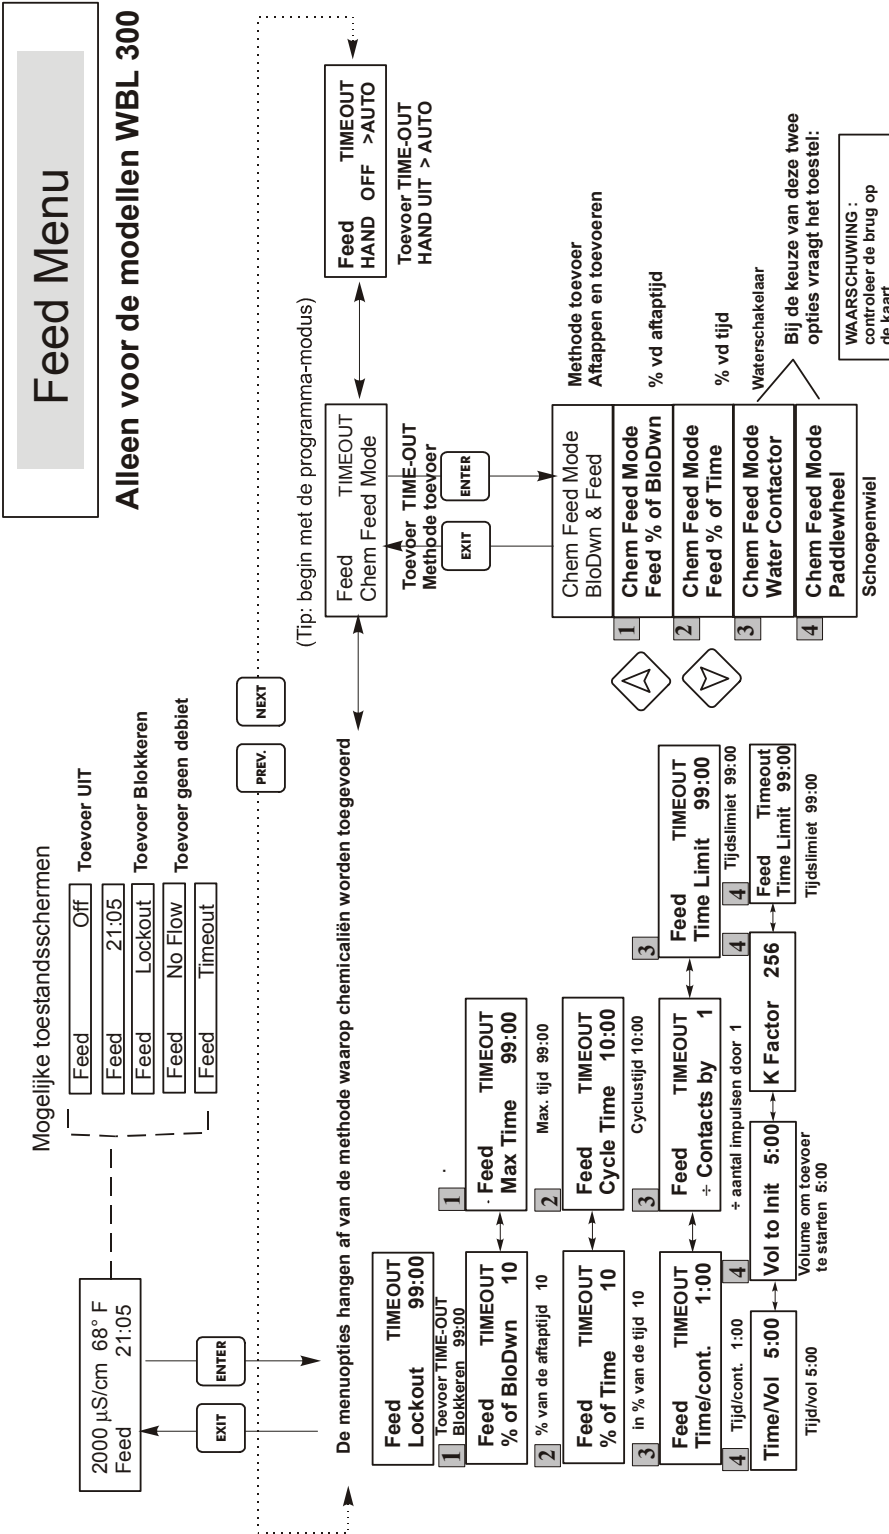 Feed Menu
Alleen voor de modellen WBL 300
Mogelijke toestandsschermen
2000 µS/cm 68° F
Feed 21:05
Feed Off
Toevoer UIT
Feed 21:05
Feed Lockout
Toevoer Blokkeren
Feed No Flow
Toevoer geen debiet
Feed Timeout
EXIT
ENTER
PREV.
NEXT
(Tip: begin met de programma-modus)
De menuopties hangen af van de methode waarop chemicaliën worden toegevoerd
Feed TIMEOUT
Chem Feed Mode
Toevoer TIME-OUT
Methode toevoer
Feed TIMEOUT
HAND OFF >AUTO
Toevoer TIME-OUT
HAND UIT > AUTO
EXIT
ENTER
Feed TIMEOUT
Lockout 99:00
Toevoer TIME-OUT
Blokkeren 99:00
1
Feed TIMEOUT
% of BloDwn 10
% van de aftaptijd 10
1
Feed TIMEOUT
Max Time 99:00
Max. tijd 99:00
2
Feed TIMEOUT
% of Time 10
in % van de tijd 10
2
Feed TIMEOUT
Cycle Time 10:00
Cyclustijd 10:00
3
Feed TIMEOUT
Time/cont. 1:00
Tijd/cont. 1:00
3
Feed TIMEOUT
÷ Contacts by 1
÷ aantal impulsen door 1
3
Feed TIMEOUT
Time Limit 99:00
Tijdslimiet 99:00
4
Time/Vol 5:00
Tijd/vol 5:00
4
Vol to Init 5:00
Volume om toevoer
te starten 5:00
4
K Factor 256
4
Feed Timeout
Time Limit 99:00
Tijdslimiet 99:00
Chem Feed Mode
BloDwn & Feed
Methode toevoer
Aftappen en toevoeren
1
Chem Feed Mode
Feed % of BloDwn
% vd aftaptijd
2
Chem Feed Mode
Feed % of Time
% vd tijd
3
Chem Feed Mode
Water Contactor
Waterschakelaar
4
Chem Feed Mode
Paddlewheel
Schoepenwiel
Bij de keuze van deze twee
opties vraagt het toestel:
WAARSCHUWING :
controleer de brug op
de kaart